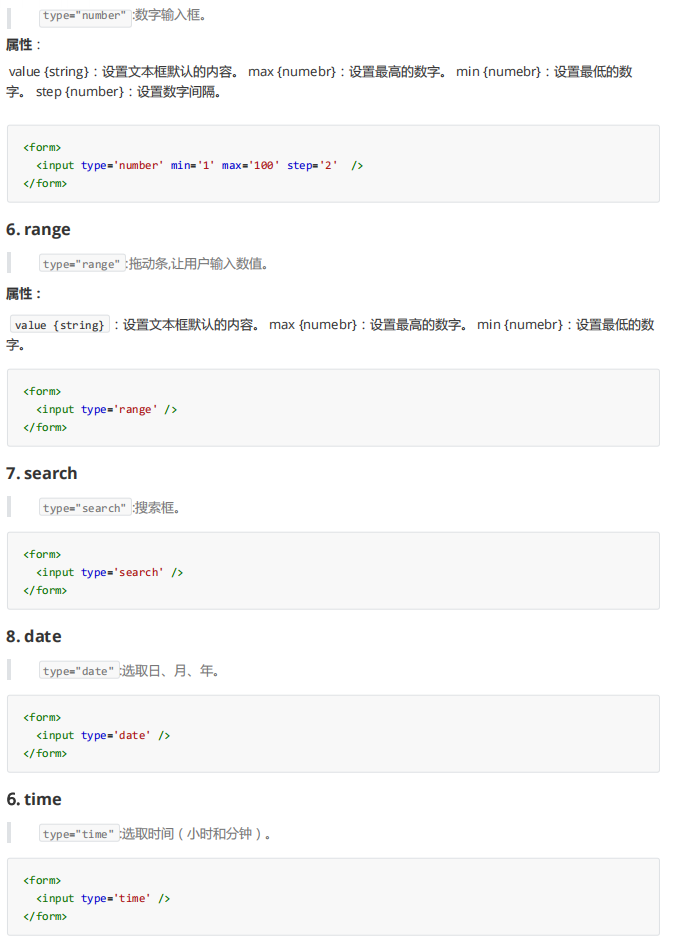 type="number" :数字输入框。
属性：
value {string}：设置文本框默认的内容。 max {numebr}：设置最高的数字。 min {numebr}：设置最低的数
字。 step {number}：设置数字间隔。
<form>
  <input type='number' min='1' max='100' step='2'  />
</form>
6. range
type="range" :拖动条,让用户输入数值。
属性：
value {string} ：设置文本框默认的内容。 max {numebr}：设置最高的数字。 min {numebr}：设置最低的数
字。
<form>
  <input type='range' />
</form>
7. search
type="search" :搜索框。
<form>
  <input type='search' />
</form>
8. date
type="date" :选取日、月、年。
<form>
  <input type='date' />
</form>
6. time
type="time" :选取时间（小时和分钟）。
<form>
  <input type='time' />
</form>